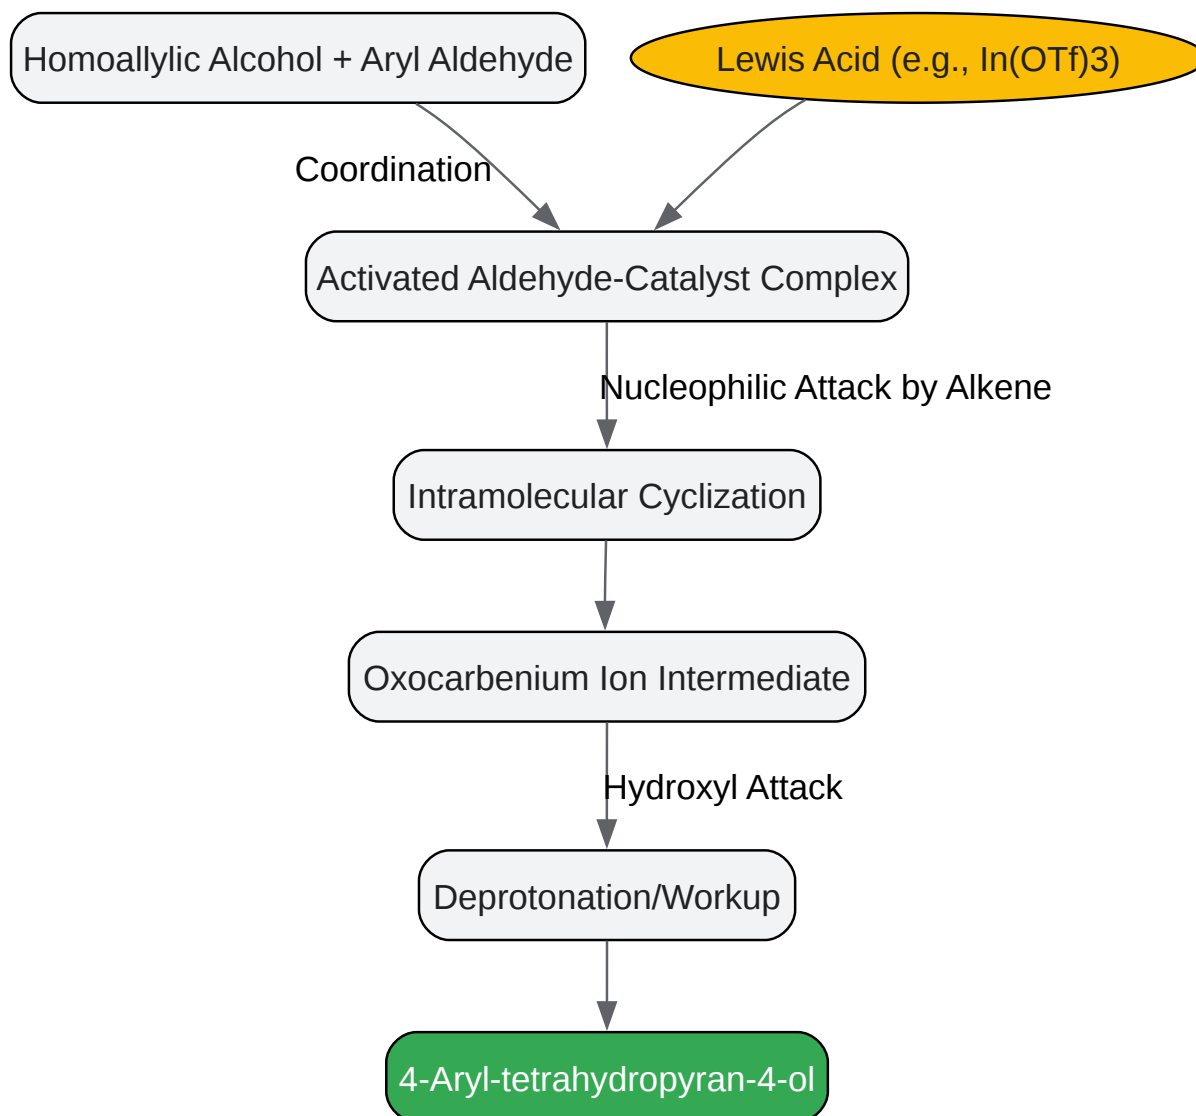 Homoallylic Alcohol + Aryl Aldehyde
Lewis Acid (e.g., In(OTf)3)
Coordination
Activated Aldehyde-Catalyst Complex
Nucleophilic Attack by Alkene
Intramolecular Cyclization
Oxocarbenium Ion Intermediate
Hydroxyl Attack
Deprotonation/Workup
4-Aryl-tetrahydropyran-4-ol